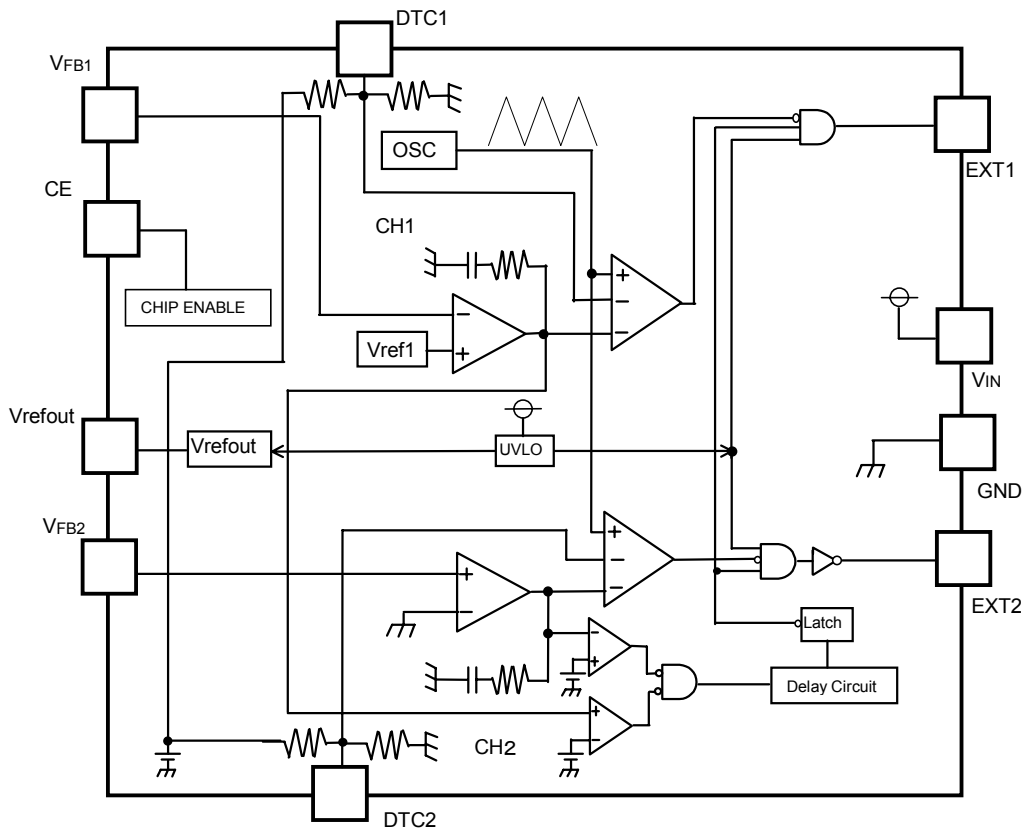 DTC1
VFB1
OSC
EXT1
CE
CH1
+
−
−
CHIP ENABLE
−
+
Vref1
VIN
Vrefout
Vrefout
UVLO
GND
VFB2
+
−
−
+
−
EXT2
Latch
−
+
Delay Circuit
+
−
CH2
DTC2